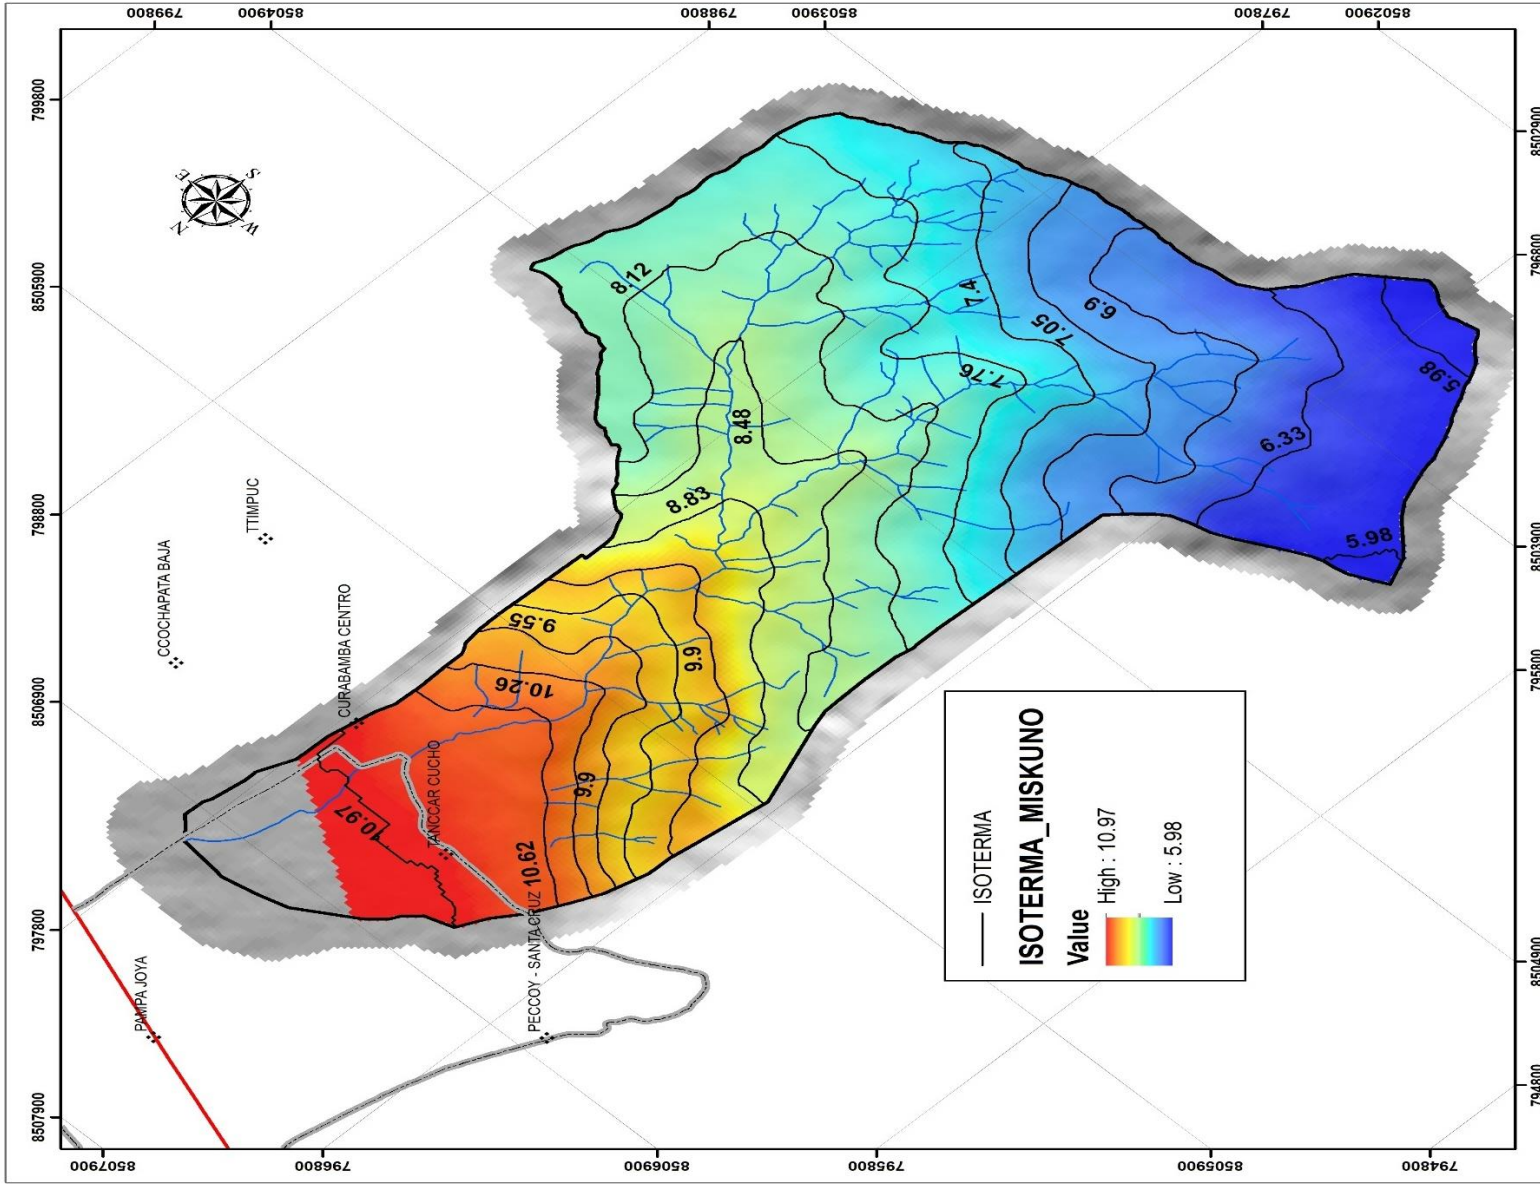 799800
8504900
798800
8503900
797800
8502900
799800
8505900
798800
8506900
797800
8507900
8502900
796800
8503900
795800
8504900
794800
8507900
796800
8506900
795800
8505900
794800
N
E
S
W
TTIMPUC
CCOCHAPATA BAJA
CURABAMBA CENTRO
TANCCAR CUCHO
PAMPA JOYA
PECCOY - SANTA CRUZ
8.12
8.48
8.83
9.55
10.26
9.9
9.9
10.62
10.97
7.4
7.05
6.9
7.76
6.33
5.98
5.98
ISOTERMA
ISOTERMA_MISKUNO
Value
High : 10.97
Low : 5.98